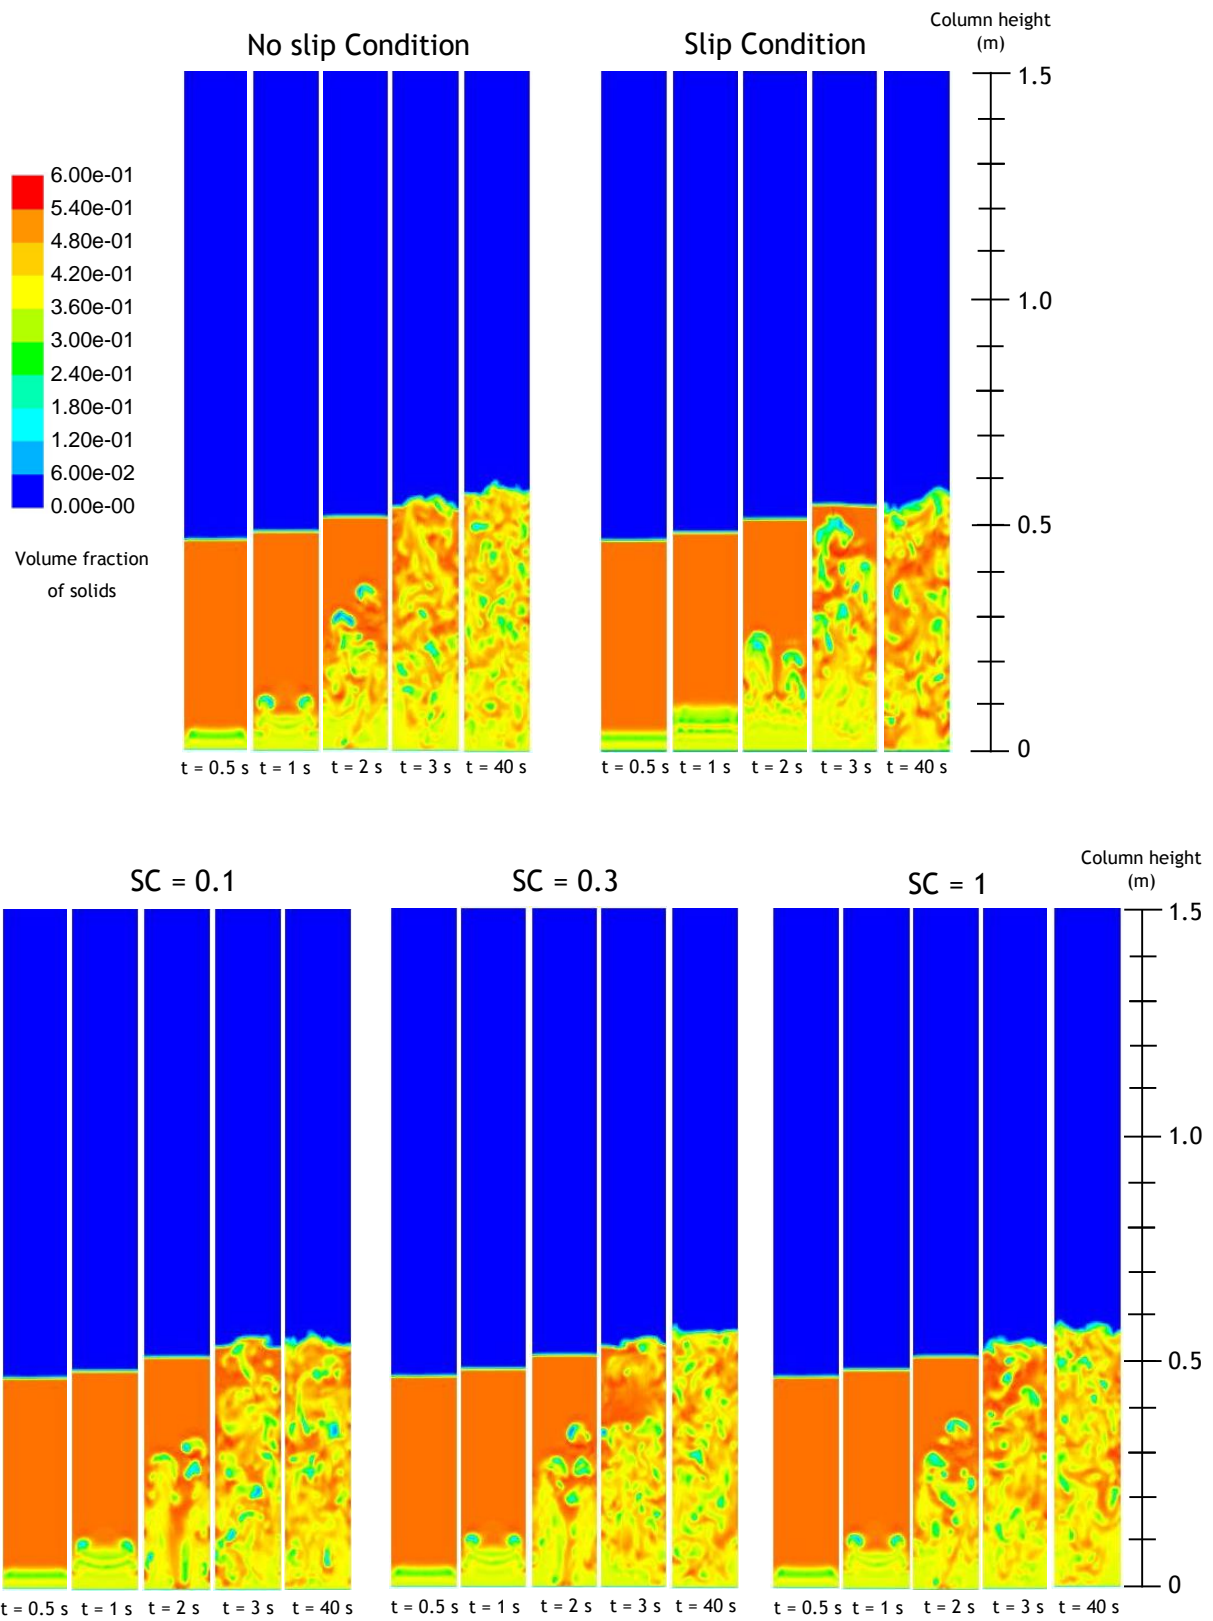 No slip Condition
Slip Condition
Column height
(m)
1.5
1.0
0.5
0
6.00e-01
5.40e-01
4.80e-01
4.20e-01
3.60e-01
3.00e-01
2.40e-01
1.80e-01
1.20e-01
6.00e-02
0.00e-00
Volume fraction
of solids
t = 0.5 s t = 1 s t = 2 s t = 3 s t = 40 s
t = 0.5 s t = 1 s t = 2 s t = 3 s t = 40 s
SC = 0.1
SC = 0.3
SC = 1
Column height
(m)
1.5
1.0
0.5
0
t = 0.5 s t = 1 s t = 2 s t = 3 s t = 40 s
t = 0.5 s t = 1 s t = 2 s t = 3 s t = 40 s
t = 0.5 s t = 1 s t = 2 s t = 3 s t = 40 s